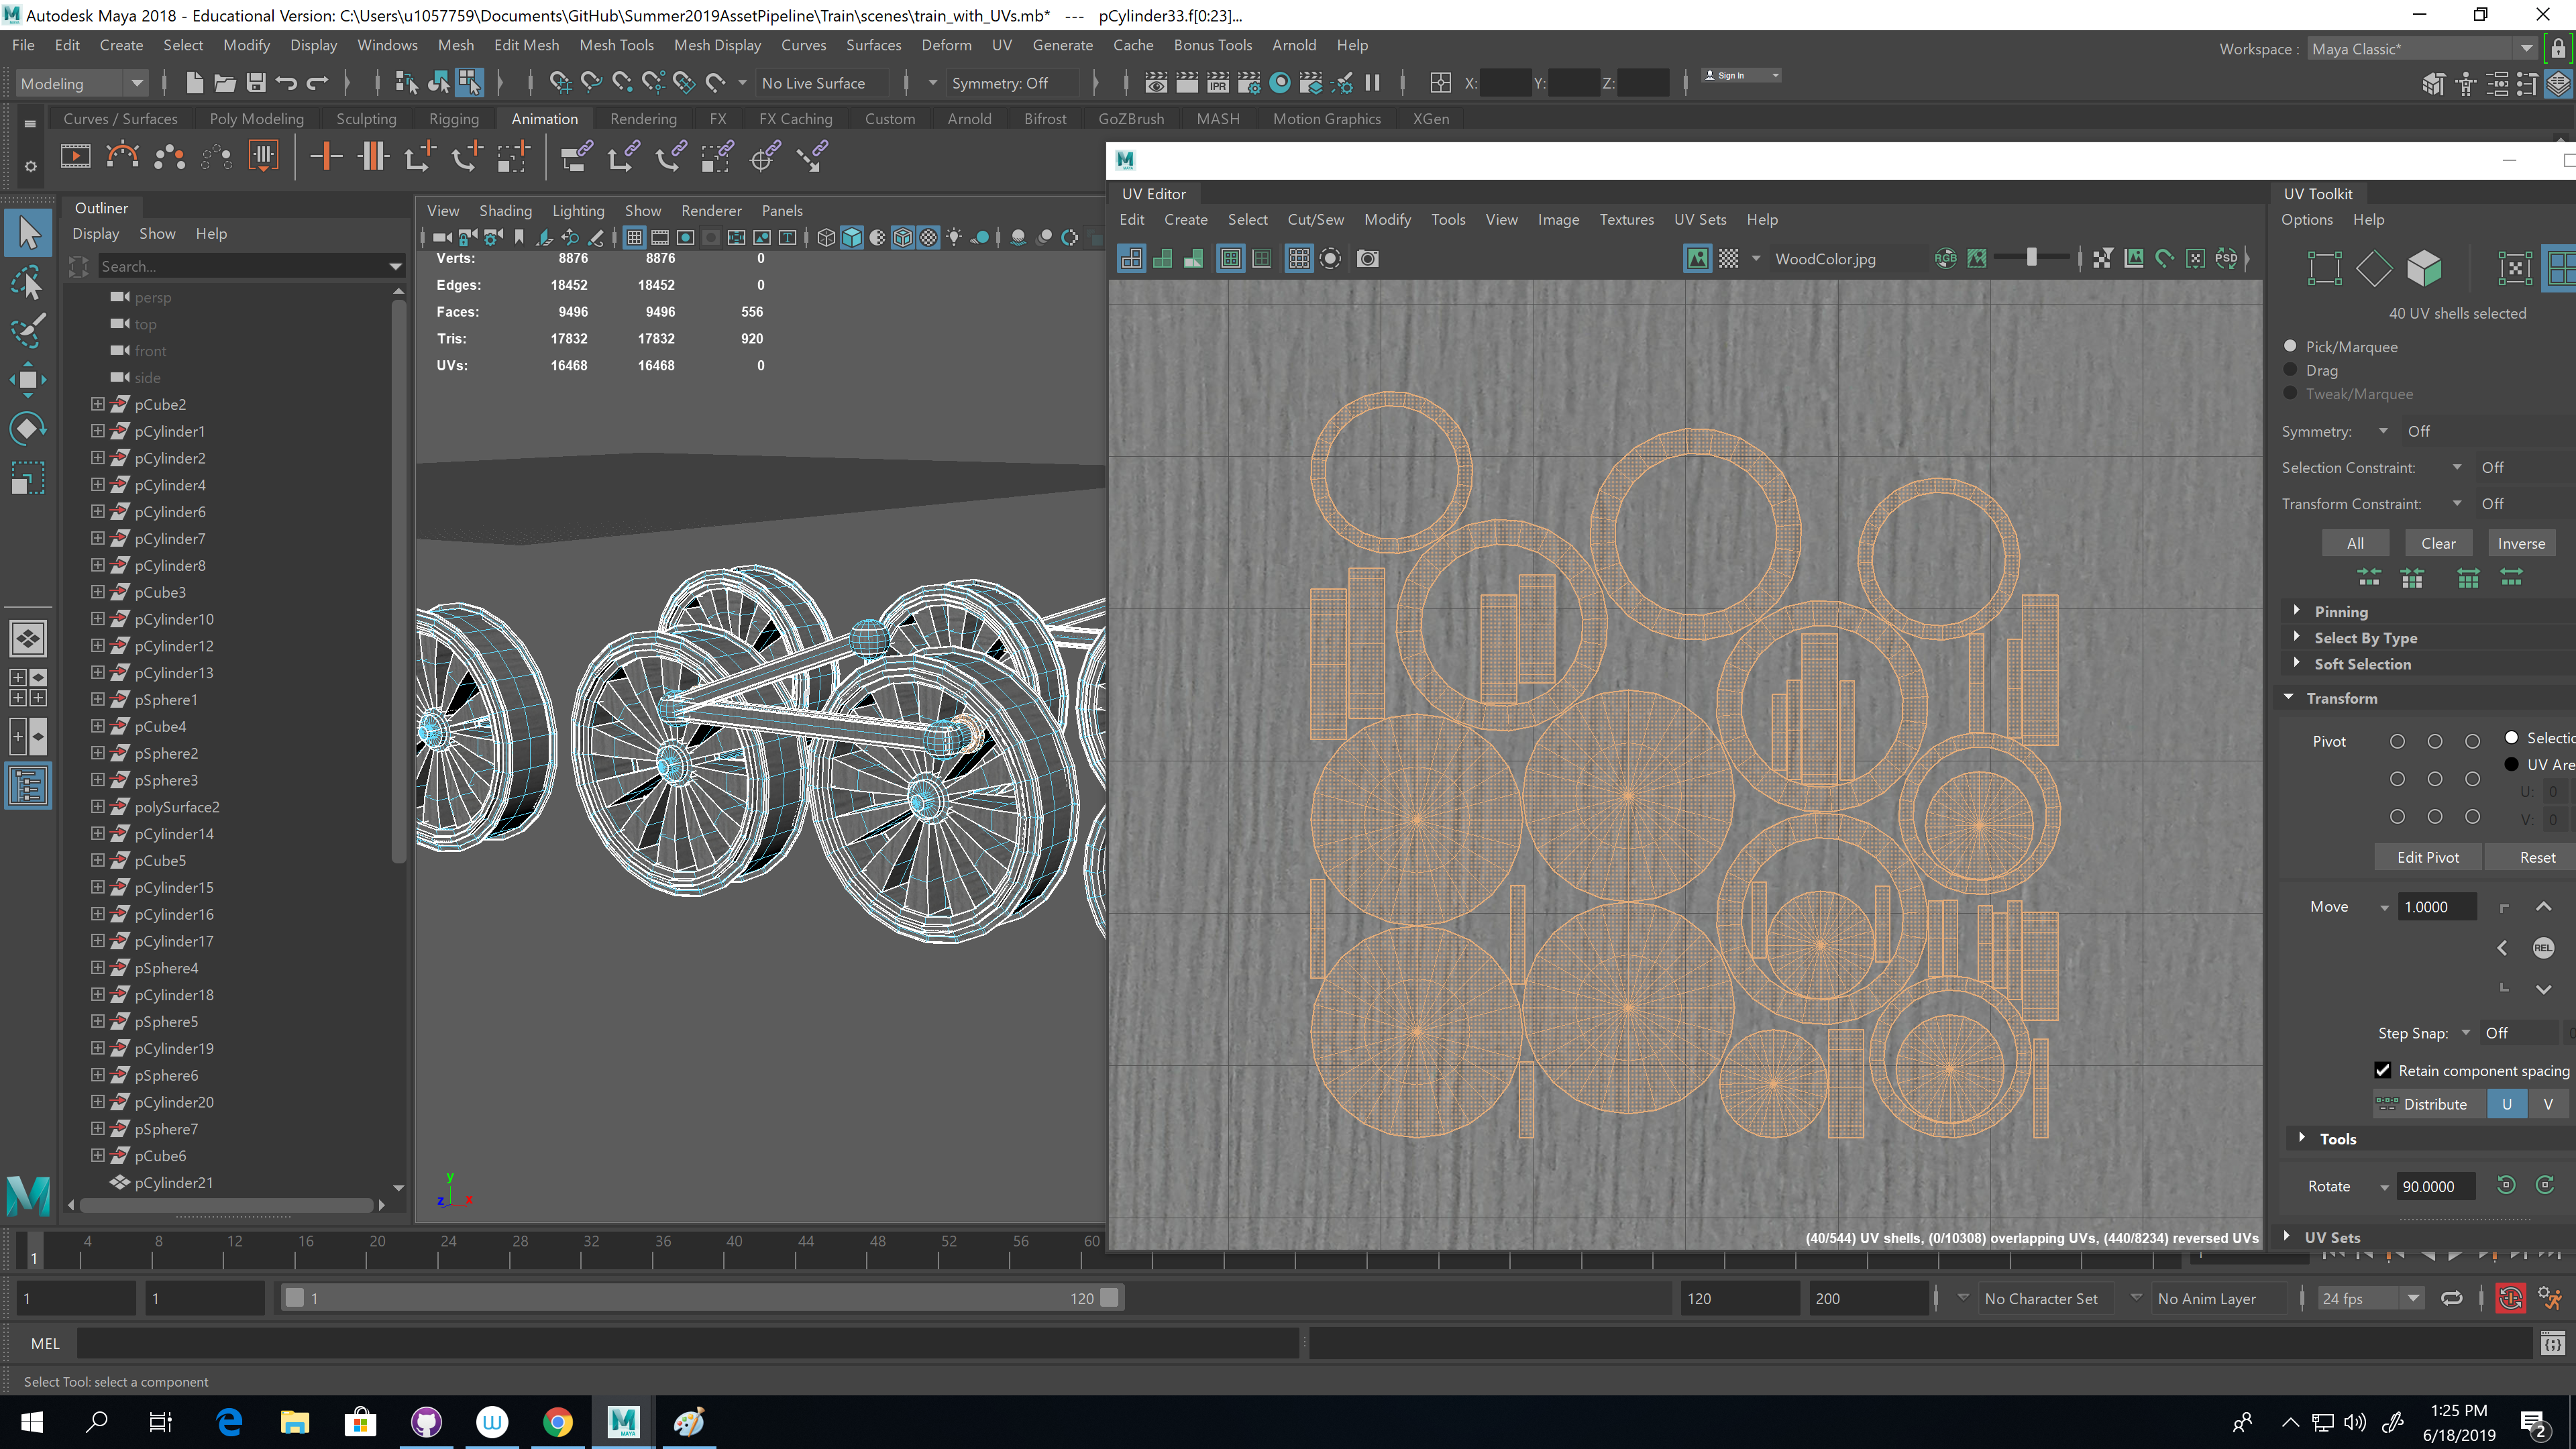 Autodesk Maya 2018 - Educational Version: C:\Users\u1057759\Documents\GitHub\Summer2019AssetPipeline\Train\scenes\train_with_UVs.mb* --- pCylinder33.f[0:23]...
File Edit Create Select Modify Display Windows Mesh Edit Mesh Mesh Tools Mesh Display Curves Surfaces Deform UV Generate Cache Bonus Tools Arnold Help
Workspace : Maya Classic*
Modeling No Live Surface Symmetry: Off IPR X: Y: Z: Sign In
Curves / Surfaces Poly Modeling Sculpting Rigging Animation Rendering FX FX Caching Custom Arnold Bifrost GoZBrush MASH Motion Graphics XGen
Outliner
Display Show Help
Search...
persp
top
front
side
pCube2
pCylinder1
pCylinder2
pCylinder4
pCylinder6
pCylinder7
pCylinder8
pCube3
pCylinder10
pCylinder12
pCylinder13
pSphere1
pCube4
pSphere2
pSphere3
polySurface2
pCylinder14
pCube5
pCylinder15
pCylinder16
pCylinder17
pSphere4
pCylinder18
pSphere5
pCylinder19
pSphere6
pCylinder20
pSphere7
pCube6
pCylinder21
View Shading Lighting Show Renderer Panels
Verts: 8876 8876 0
Edges: 18452 18452 0
Faces: 9496 9496 556
Tris: 17832 17832 920
UVs: 16468 16468 0
y
z x
UV Editor
Edit Create Select Cut/Sew Modify Tools View Image Textures UV Sets Help
WoodColor.jpg RGB PSD
(40/544) UV shells, (0/10308) overlapping UVs, (440/8234) reversed UVs
UV Toolkit
Options Help
40 UV shells selected
Pick/Marquee
Drag
Tweak/Marquee
Symmetry: Off
Selection Constraint: Off
Transform Constraint: Off
All Clear Inverse
Pinning
Select By Type
Soft Selection
Transform
Pivot Selectio
UV Are
U: 0
V: 0
Edit Pivot Reset
Move 1.0000
REL
Step Snap: Off
Retain component spacing
Distribute U V
Tools
Rotate 90.0000
UV Sets
1 4 8 12 16 20 24 28 32 36 40 44 48 52 56 60
1 1 1 120 120 200 No Character Set No Anim Layer 24 fps
MEL
Select Tool: select a component
MAYA
1:25 PM
6/18/2019
2